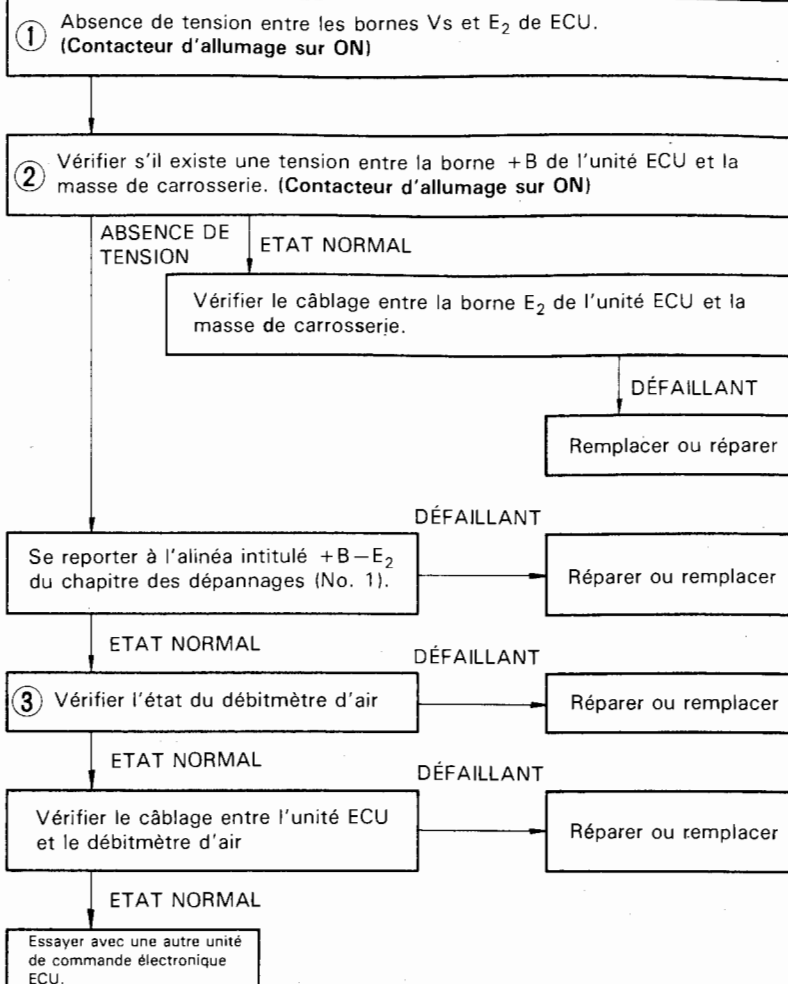 ① Absence de tension entre les bornes Vs et E₂ de ECU.
(Contacteur d'allumage sur ON)
② Vérifier s'il existe une tension entre la borne +B de l'unité ECU et la
masse de carrosserie. (Contacteur d'allumage sur ON)
ABSENCE DE
TENSION
ETAT NORMAL
Vérifier le câblage entre la borne E₂ de l'unité ECU et la
masse de carrosserie.
DÉFAILLANT
Remplacer ou réparer
DÉFAILLANT
Se reporter à l'alinéa intitulé +B−E₂
du chapitre des dépannages (No. 1).
Réparer ou remplacer
ETAT NORMAL
DÉFAILLANT
③ Vérifier l'état du débitmètre d'air
Réparer ou remplacer
ETAT NORMAL
DÉFAILLANT
Vérifier le câblage entre l'unité ECU
et le débitmètre d'air
Réparer ou remplacer
ETAT NORMAL
Essayer avec une autre unité
de commande électronique
ECU.